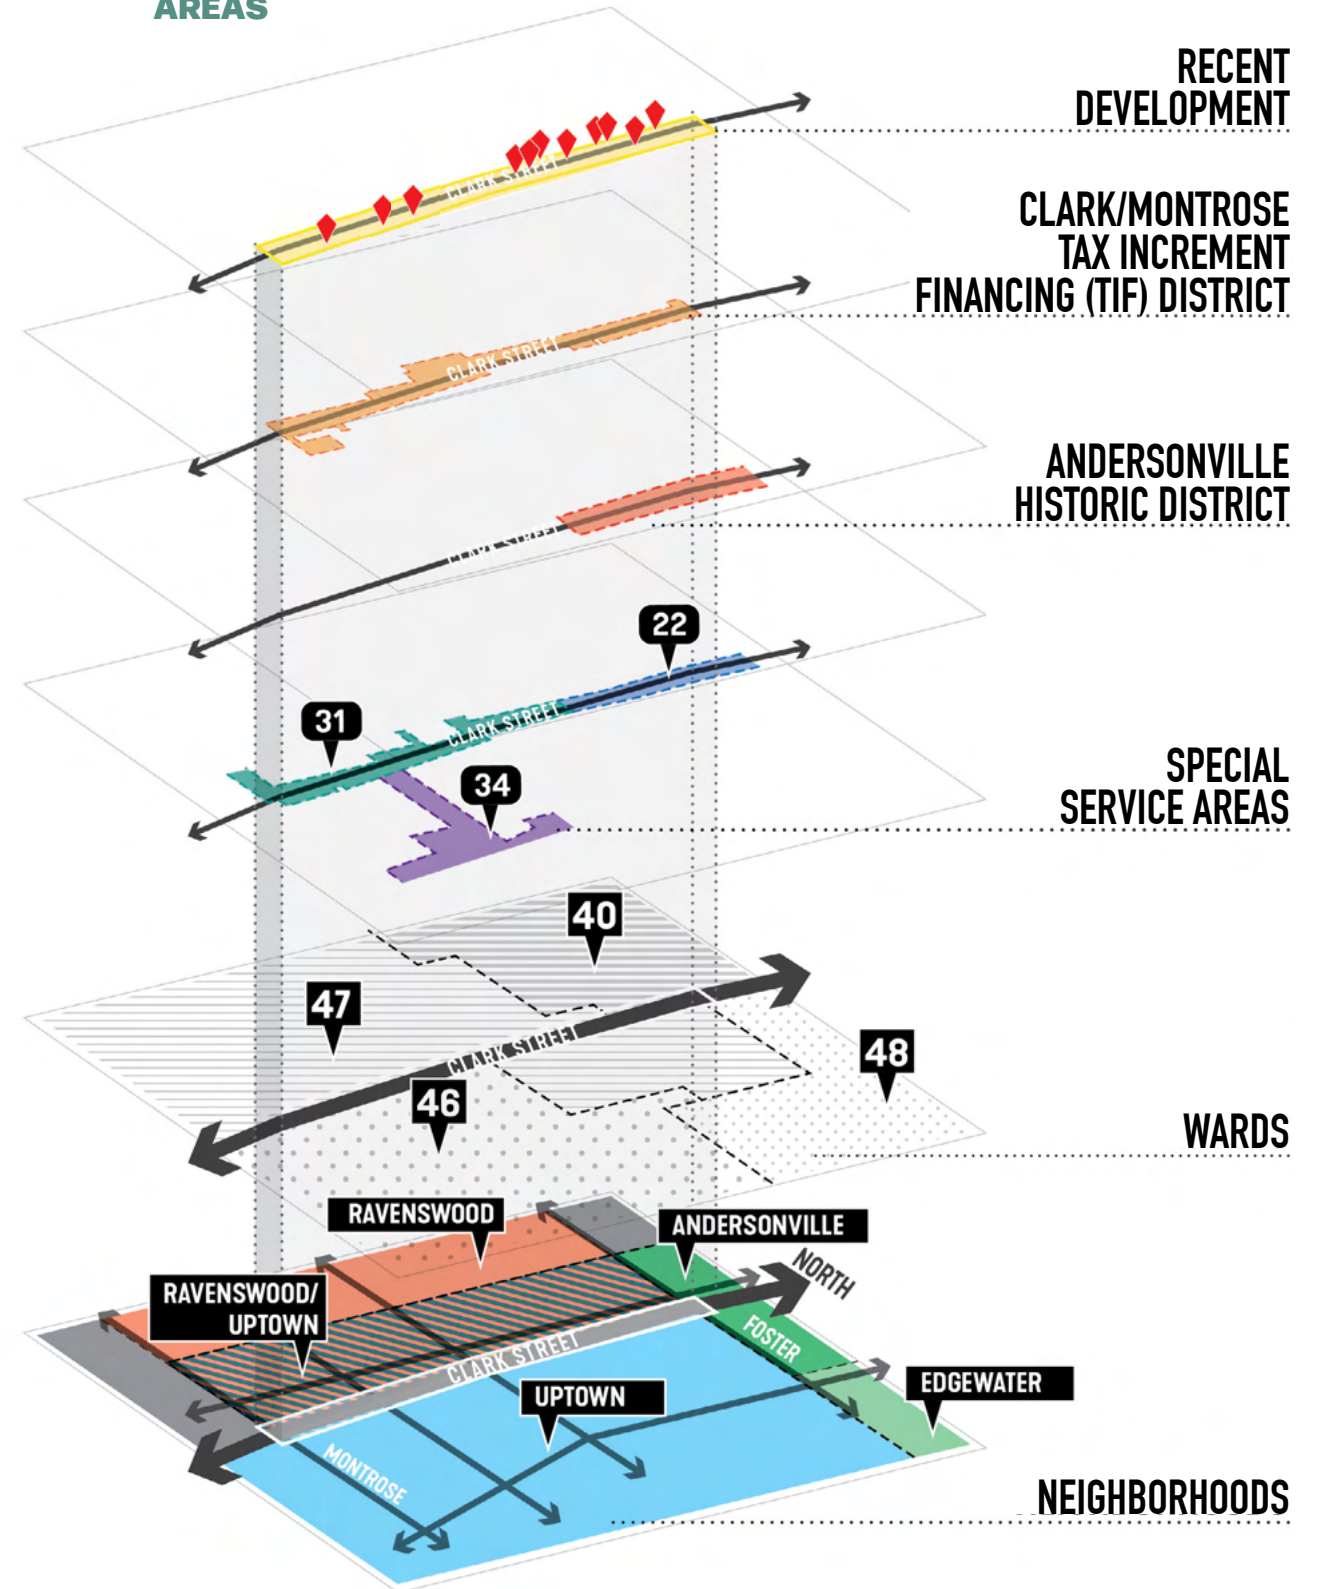 AREAS
RECENT
DEVELOPMENT
CLARK STREET
CLARK/MONTROSE
TAX INCREMENT
FINANCING (TIF) DISTRICT
CLARK STREET
ANDERSONVILLE
HISTORIC DISTRICT
CLARK STREET
22
31
CLARK STREET
34
SPECIAL
SERVICE AREAS
40
47
CLARK STREET
48
46
WARDS
RAVENSWOOD
ANDERSONVILLE
NORTH
RAVENSWOOD/
UPTOWN
FOSTER
CLARK STREET
EDGEWATER
UPTOWN
MONTROSE
NEIGHBORHOODS